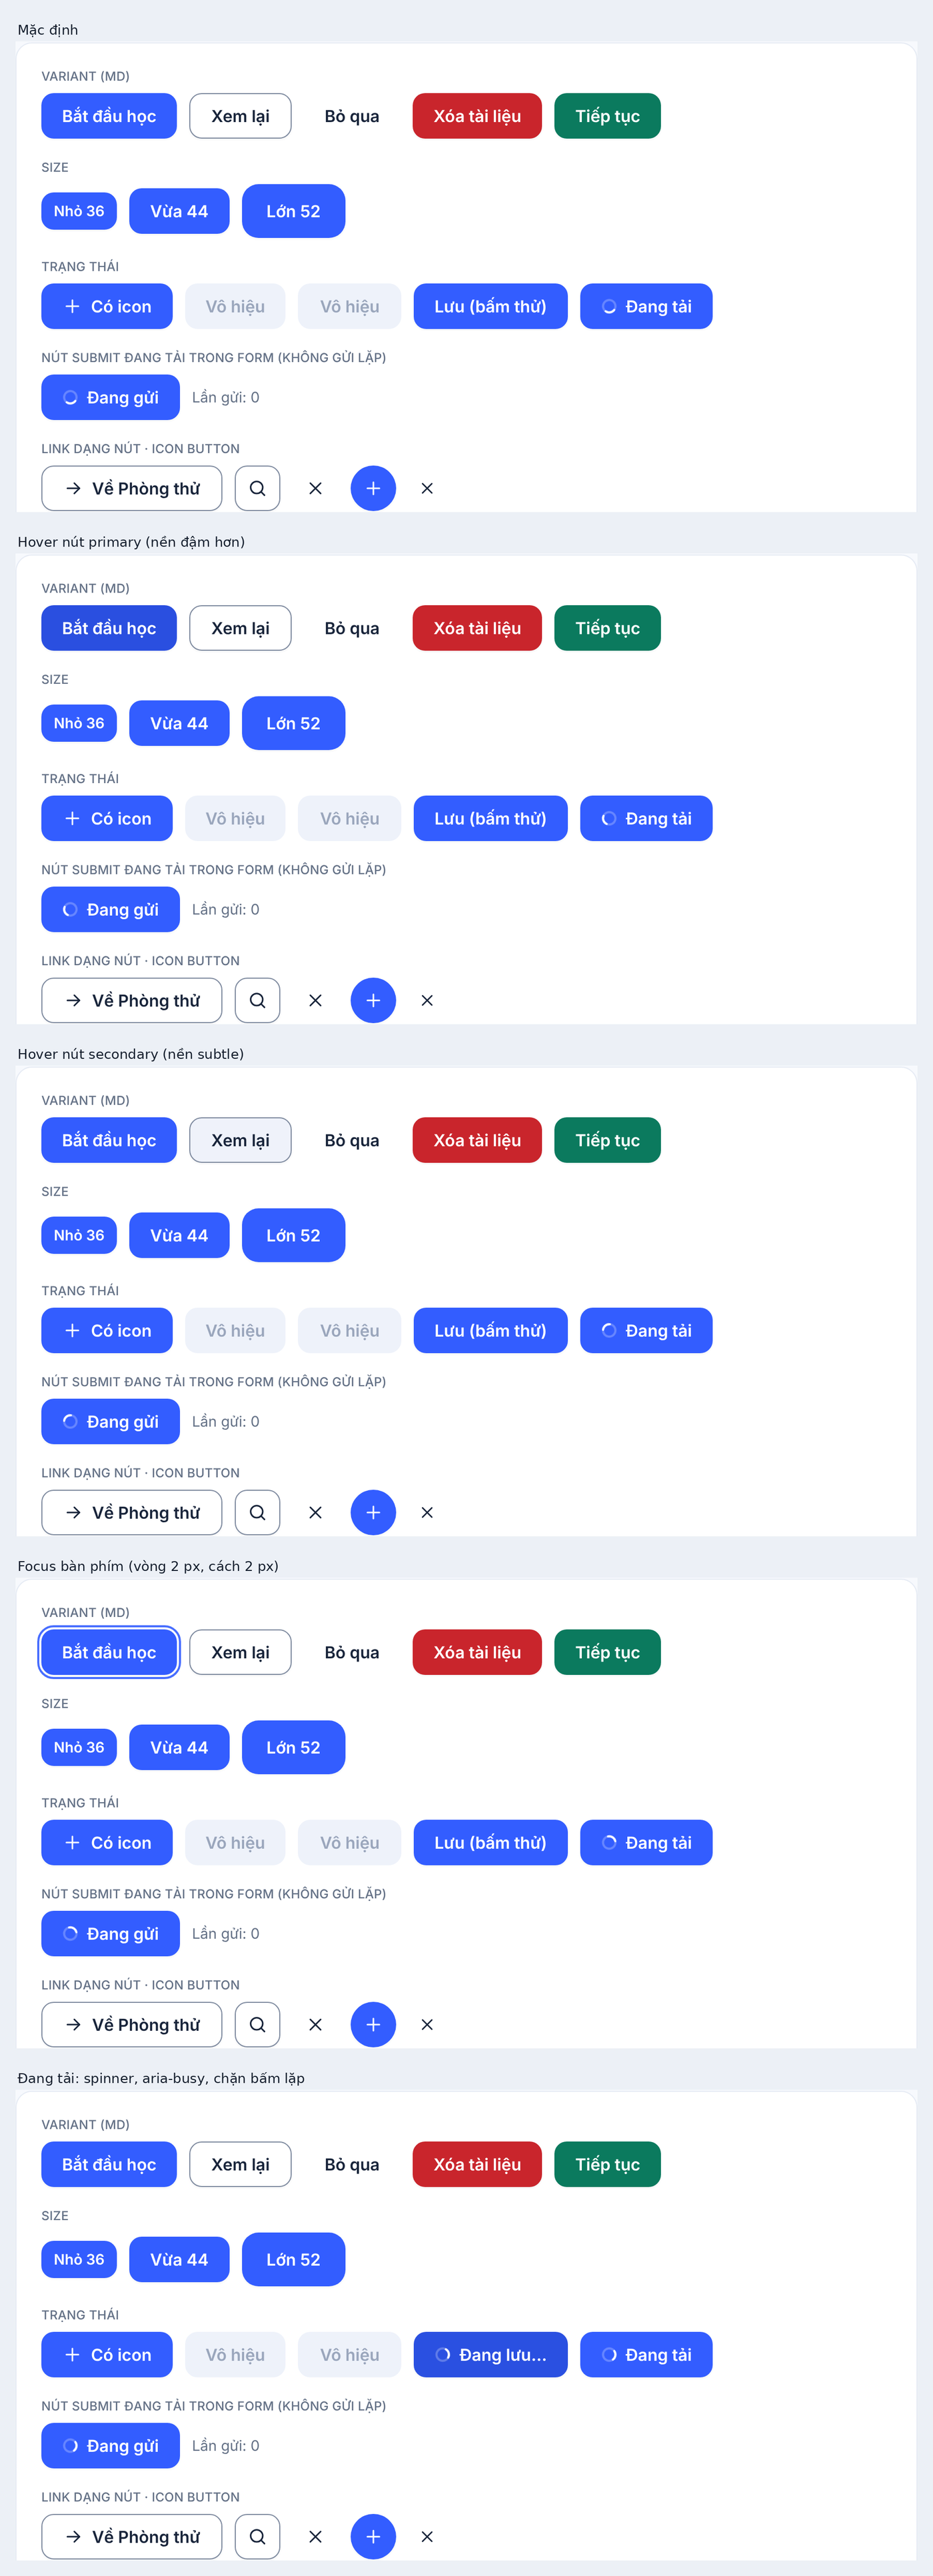 Mặc định
VARIANT (MD)
Bắt đầu học Xem lại Bỏ qua Xóa tài liệu Tiếp tục
SIZE
Nhỏ 36 Vừa 44 Lớn 52
TRẠNG THÁI
Có icon Vô hiệu Vô hiệu Lưu (bấm thử) Đang tải
NÚT SUBMIT ĐANG TẢI TRONG FORM (KHÔNG GỬI LẶP)
Đang gửi Lần gửi: 0
LINK DẠNG NÚT · ICON BUTTON
Về Phòng thử
Hover nút primary (nền đậm hơn)
VARIANT (MD)
Bắt đầu học Xem lại Bỏ qua Xóa tài liệu Tiếp tục
SIZE
Nhỏ 36 Vừa 44 Lớn 52
TRẠNG THÁI
Có icon Vô hiệu Vô hiệu Lưu (bấm thử) Đang tải
NÚT SUBMIT ĐANG TẢI TRONG FORM (KHÔNG GỬI LẶP)
Đang gửi Lần gửi: 0
LINK DẠNG NÚT · ICON BUTTON
Về Phòng thử
Hover nút secondary (nền subtle)
VARIANT (MD)
Bắt đầu học Xem lại Bỏ qua Xóa tài liệu Tiếp tục
SIZE
Nhỏ 36 Vừa 44 Lớn 52
TRẠNG THÁI
Có icon Vô hiệu Vô hiệu Lưu (bấm thử) Đang tải
NÚT SUBMIT ĐANG TẢI TRONG FORM (KHÔNG GỬI LẶP)
Đang gửi Lần gửi: 0
LINK DẠNG NÚT · ICON BUTTON
Về Phòng thử
Focus bàn phím (vòng 2 px, cách 2 px)
VARIANT (MD)
Bắt đầu học Xem lại Bỏ qua Xóa tài liệu Tiếp tục
SIZE
Nhỏ 36 Vừa 44 Lớn 52
TRẠNG THÁI
Có icon Vô hiệu Vô hiệu Lưu (bấm thử) Đang tải
NÚT SUBMIT ĐANG TẢI TRONG FORM (KHÔNG GỬI LẶP)
Đang gửi Lần gửi: 0
LINK DẠNG NÚT · ICON BUTTON
Về Phòng thử
Đang tải: spinner, aria-busy, chặn bấm lặp
VARIANT (MD)
Bắt đầu học Xem lại Bỏ qua Xóa tài liệu Tiếp tục
SIZE
Nhỏ 36 Vừa 44 Lớn 52
TRẠNG THÁI
Có icon Vô hiệu Vô hiệu Đang lưu... Đang tải
NÚT SUBMIT ĐANG TẢI TRONG FORM (KHÔNG GỬI LẶP)
Đang gửi Lần gửi: 0
LINK DẠNG NÚT · ICON BUTTON
Về Phòng thử